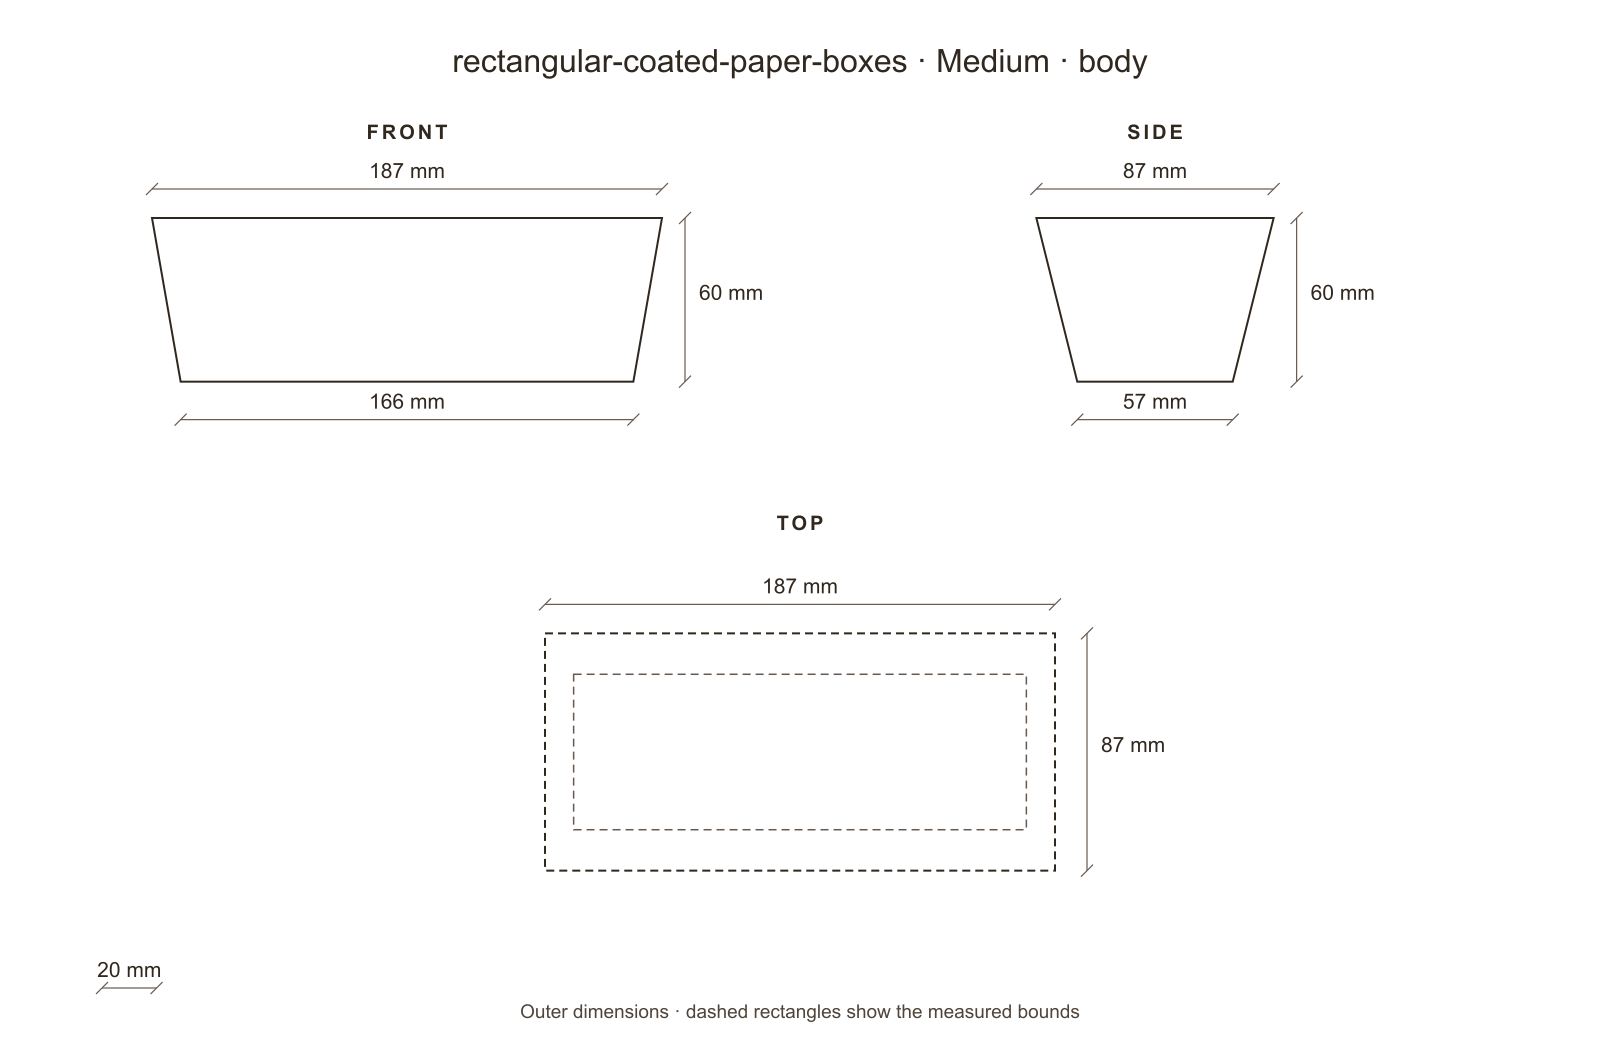 rectangular-coated-paper-boxes · Medium · body
FRONT
187 mm
60 mm
166 mm
SIDE
87 mm
60 mm
57 mm
TOP
187 mm
87 mm
20 mm
Outer dimensions · dashed rectangles show the measured bounds